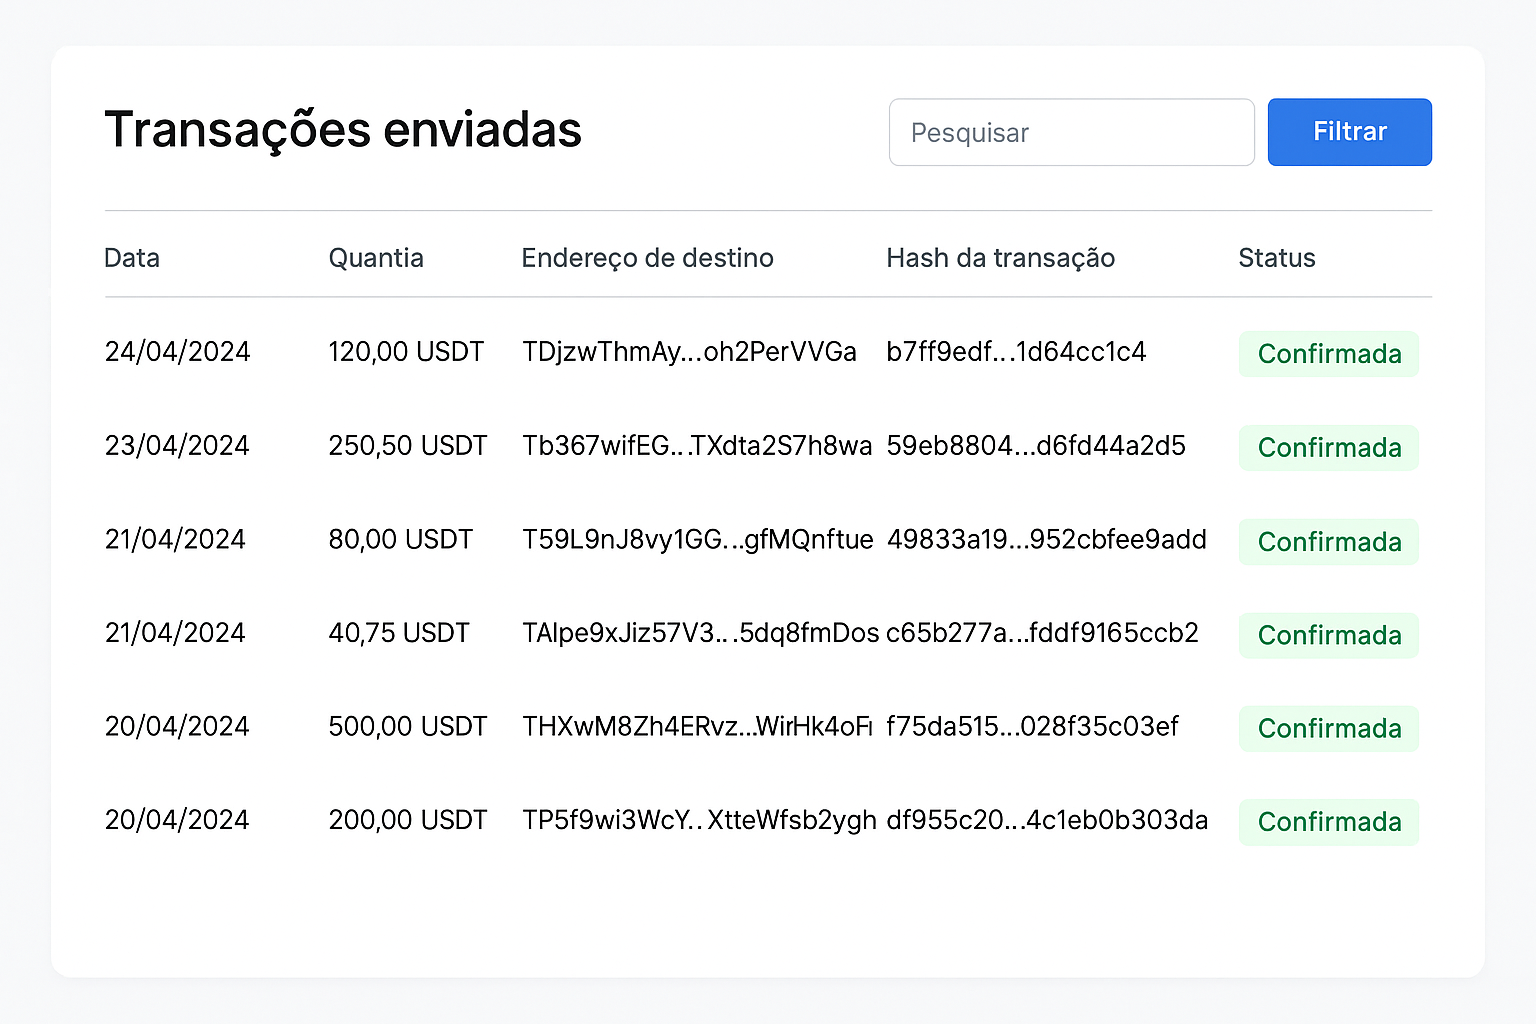 Transações enviadas
Pesquisar
Filtrar
Data Quantia Endereço de destino Hash da transação Status
24/04/2024 120,00 USDT TDjzwThmAy...oh2PerVVGa b7ff9edf...1d64cc1c4 Confirmada
23/04/2024 250,50 USDT Tb367wifEG...TXdta2S7h8wa 59eb8804...d6fd44a2d5 Confirmada
21/04/2024 80,00 USDT T59L9nJ8vy1GG...gfMQnftue 49833a19...952cbfee9add Confirmada
21/04/2024 40,75 USDT TAlpe9xJiz57V3...5dq8fmDos c65b277a...fddf9165ccb2 Confirmada
20/04/2024 500,00 USDT f75da515...028f35c03ef Confirmada
20/04/2024 200,00 USDT TP5f9wi3WcY..XtteWfsb2ygh df955c20...4c1eb0b303da Confirmada